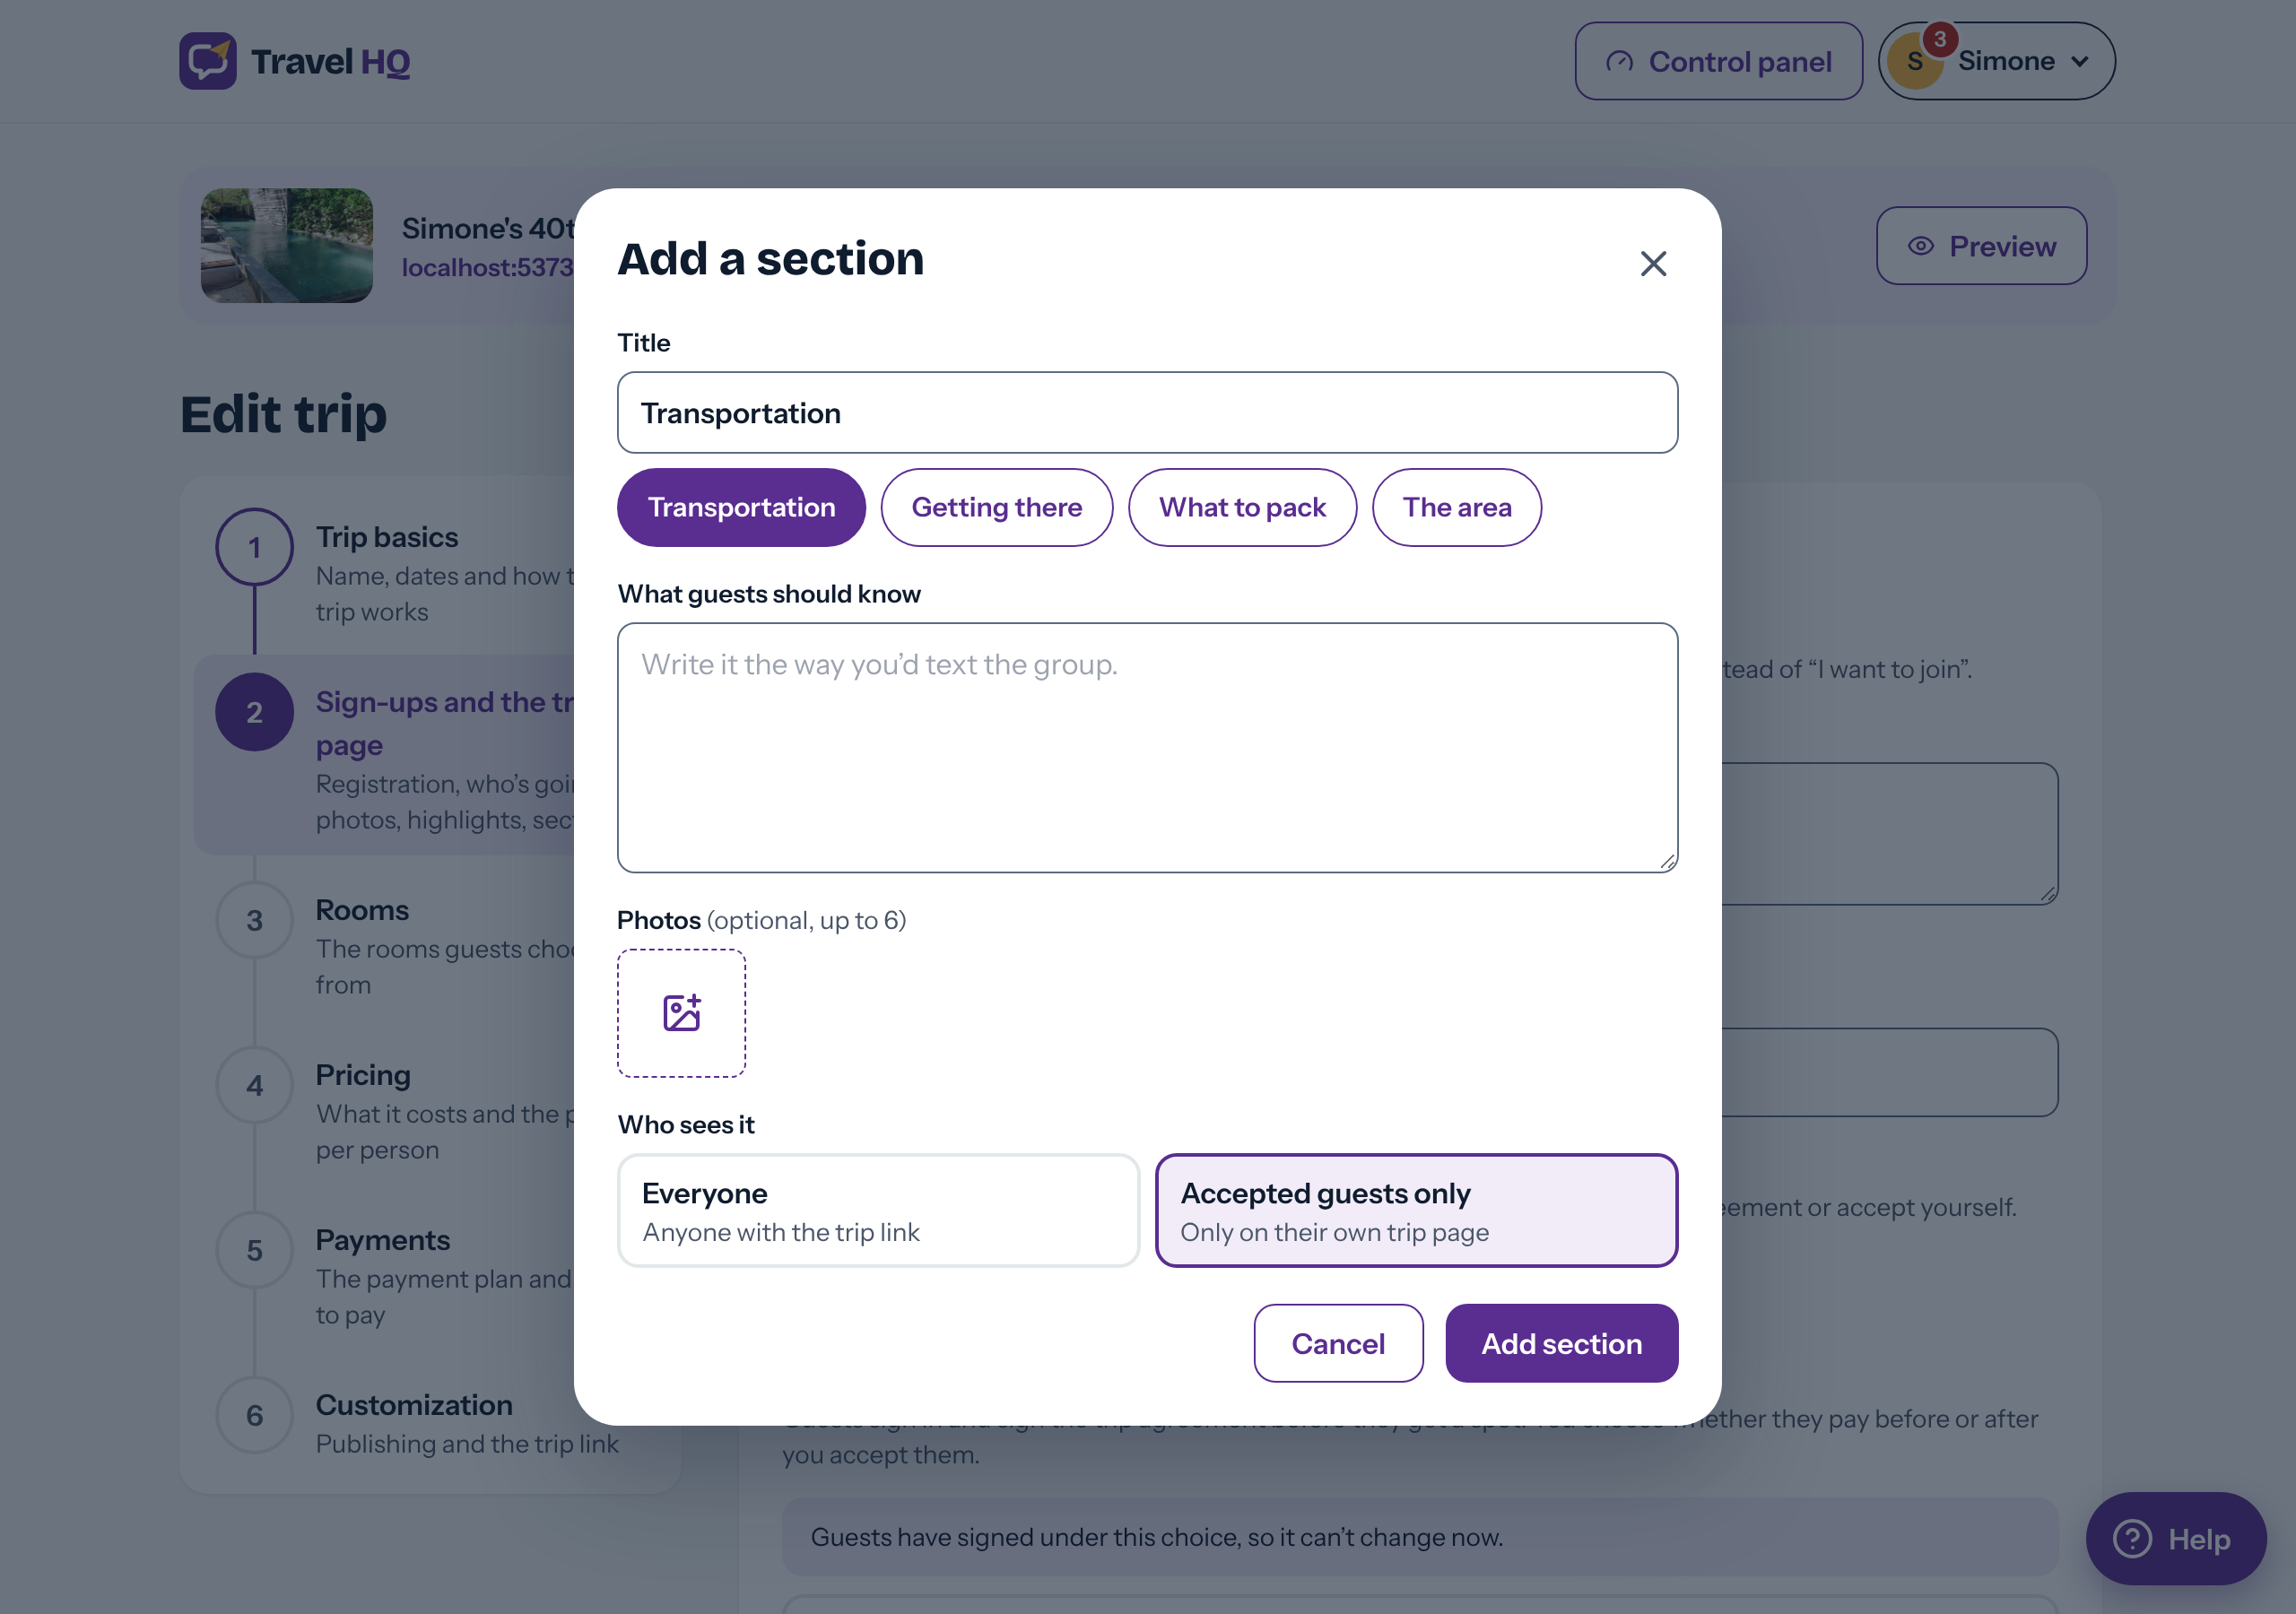 Travel HQ
Control panel
S
3
Simone
Simone's 40t
localhost:5373
Preview
Edit trip
1
Trip basics
Name, dates and how t
trip works
2
Sign-ups and the tr
page
Registration, who's goin
photos, highlights, sect
3
Rooms
The rooms guests choo
from
4
Pricing
What it costs and the p
per person
5
Payments
The payment plan and
to pay
6
Customization
Publishing and the trip link
Add a section
Title
Transportation
Transportation
Getting there
What to pack
The area
What guests should know
Write it the way you’d text the group.
Photos (optional, up to 6)
Who sees it
Everyone
Anyone with the trip link
Accepted guests only
Only on their own trip page
Cancel
Add section
tead of “I want to join”.
eement or accept yourself.
hether they pay before or after
you accept them.
Guests have signed under this choice, so it can’t change now.
Help